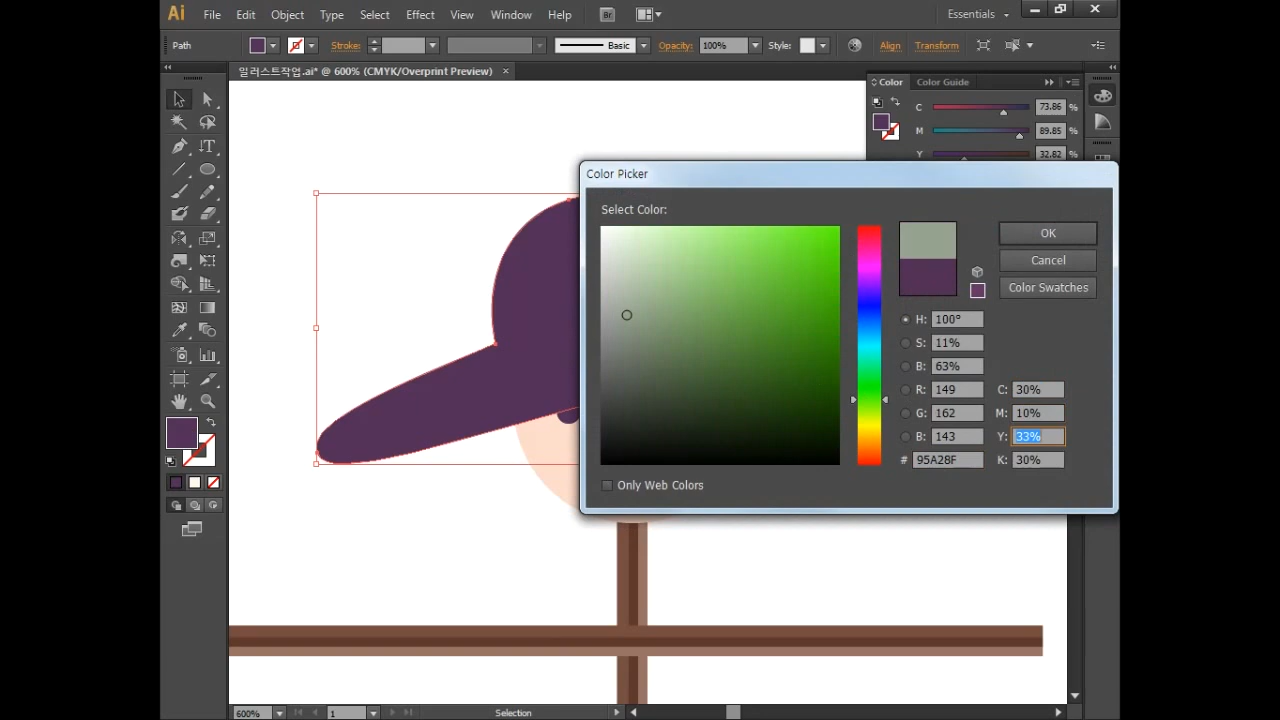 Ai File Edit Object Type Select Effect View Window Help Br Essentials
Path Stroke: Basic Opacity: 100% Style: Align Transform
일러스트작업.ai* @ 600% (CMYK/Overprint Preview) ×
Color Color Guide
C 73.86 %
M 89.85 %
Y 32.82 %
Color Picker
Select Color:
OK
Cancel
Color Swatches
H: 100°
S: 11%
B: 63%
R: 149 C: 30%
G: 162 M: 10%
B: 143 Y: 33%
# 95A28F K: 30%
Only Web Colors
600% 1 Selection